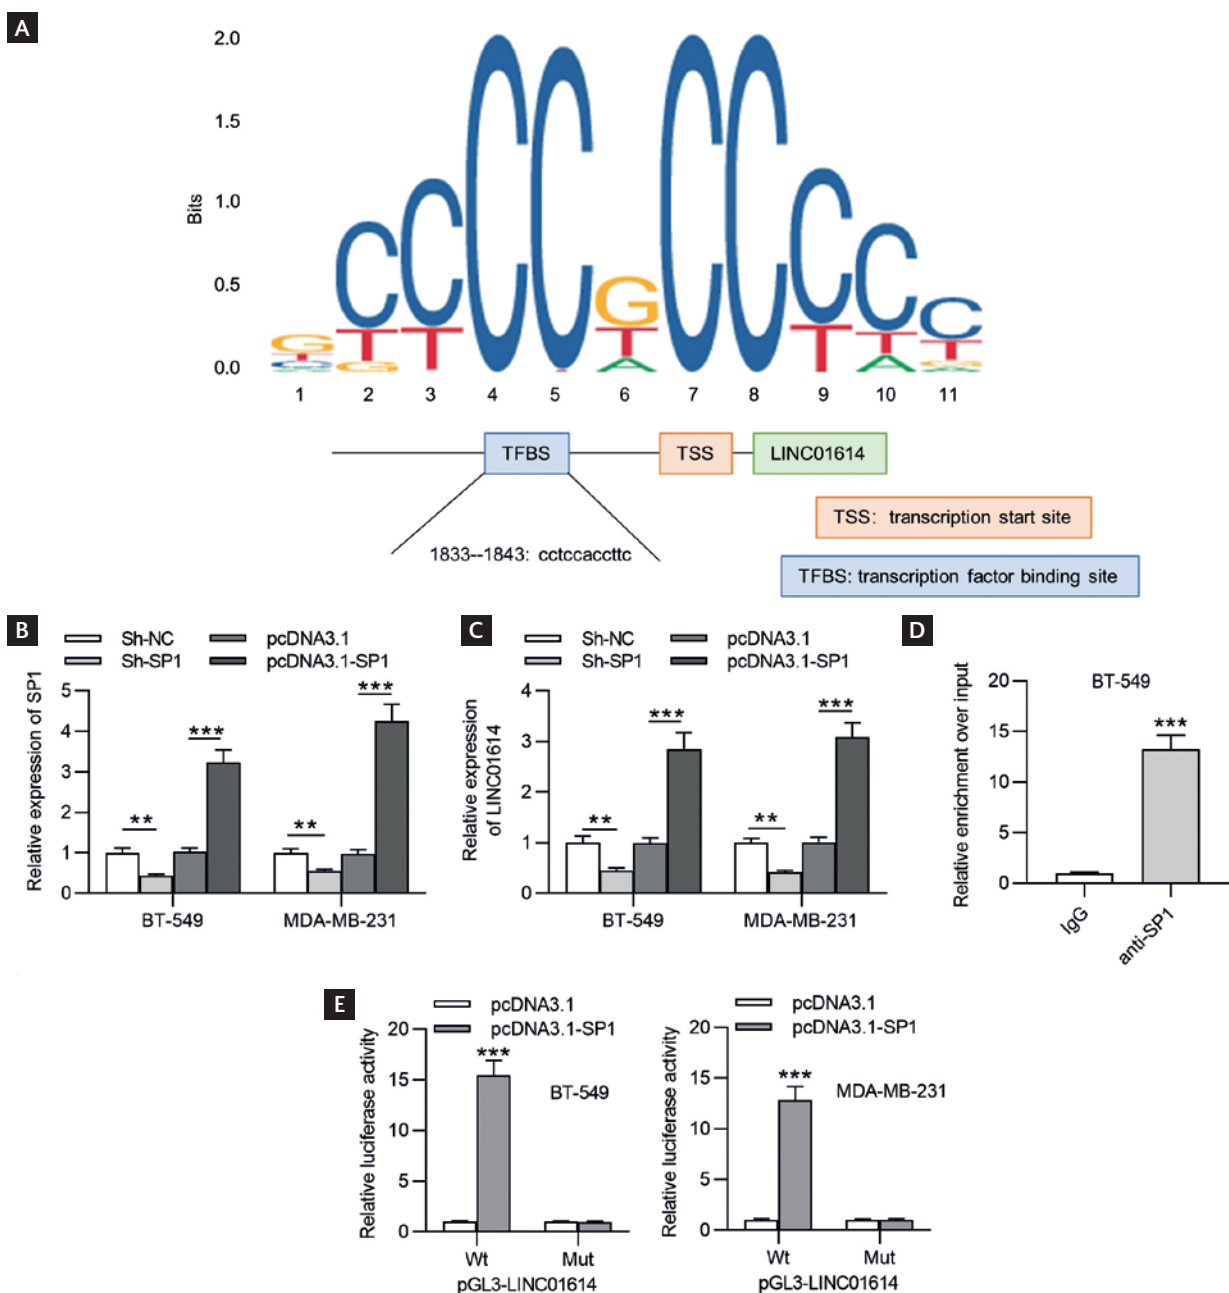 A
2.0
1.5
1.0
0.5
0.0
Bits
G T C A
C T G
C T
C
C
G T A
C
C
C T
C T A
C T G A
1 2 3 4 5 6 7 8 9 10 11
TFBS TSS LINC01614
1833--1843: cctccaccttc
TSS: transcription start site
TFBS: transcription factor binding site
B
Sh-NC pcDNA3.1
Sh-SP1 pcDNA3.1-SP1
Relative expression of SP1
5
4
3
2
1
0
** *** ** ***
BT-549 MDA-MB-231
C
Sh-NC pcDNA3.1
Sh-SP1 pcDNA3.1-SP1
Relative expression
of LINC01614
4
3
2
1
0
** *** ** ***
BT-549 MDA-MB-231
D
BT-549
Relative enrichment over input
20
15
10
5
0
***
IgG anti-SP1
E
pcDNA3.1
pcDNA3.1-SP1
Relative luciferase activity
20
15
10
5
0
***
BT-549
Wt Mut
pGL3-LINC01614
pcDNA3.1
pcDNA3.1-SP1
Relative luciferase activity
20
15
10
5
0
***
MDA-MB-231
Wt Mut
pGL3-LINC01614